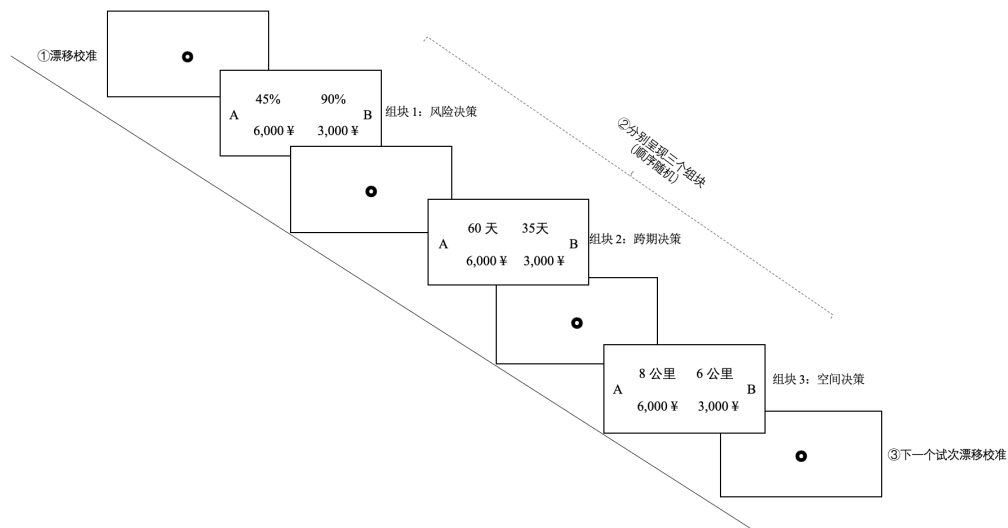 ①漂移校准
45% 90%
A B
6,000 ¥ 3,000 ¥
组块 1：风险决策
②分别呈现三个组块
（顺序随机）
60 天 35天
A B
6,000 ¥ 3,000 ¥
组块 2：跨期决策
8 公里 6 公里
A B
6,000 ¥ 3,000 ¥
组块 3：空间决策
③下一个试次漂移校准